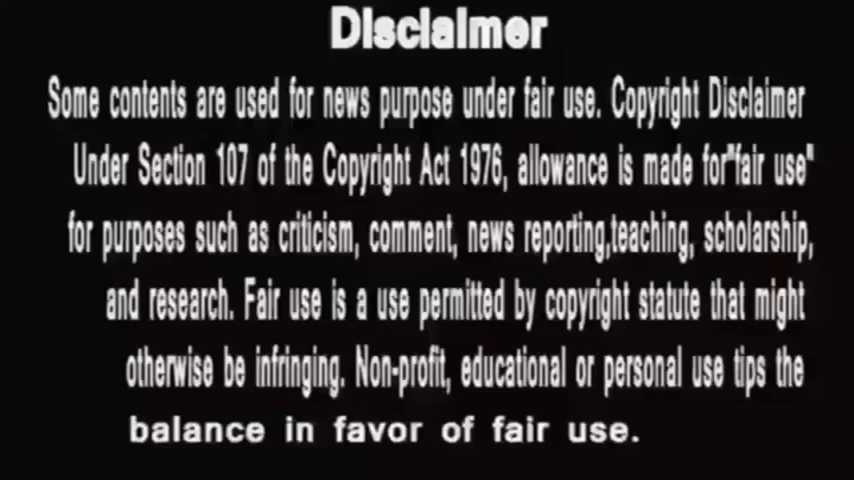 Disclaimer
Some contents are used for news purpose under fair use. Copyright Disclaimer
Under Section 107 of the Copyright Act 1976, allowance is made for"fair use"
for purposes such as criticism, comment, news reporting,teaching, scholarship,
and research. Fair use is a use permitted by copyright statute that might
otherwise be infringing. Non-profit, educational or personal use tips the
balance in favor of fair use.